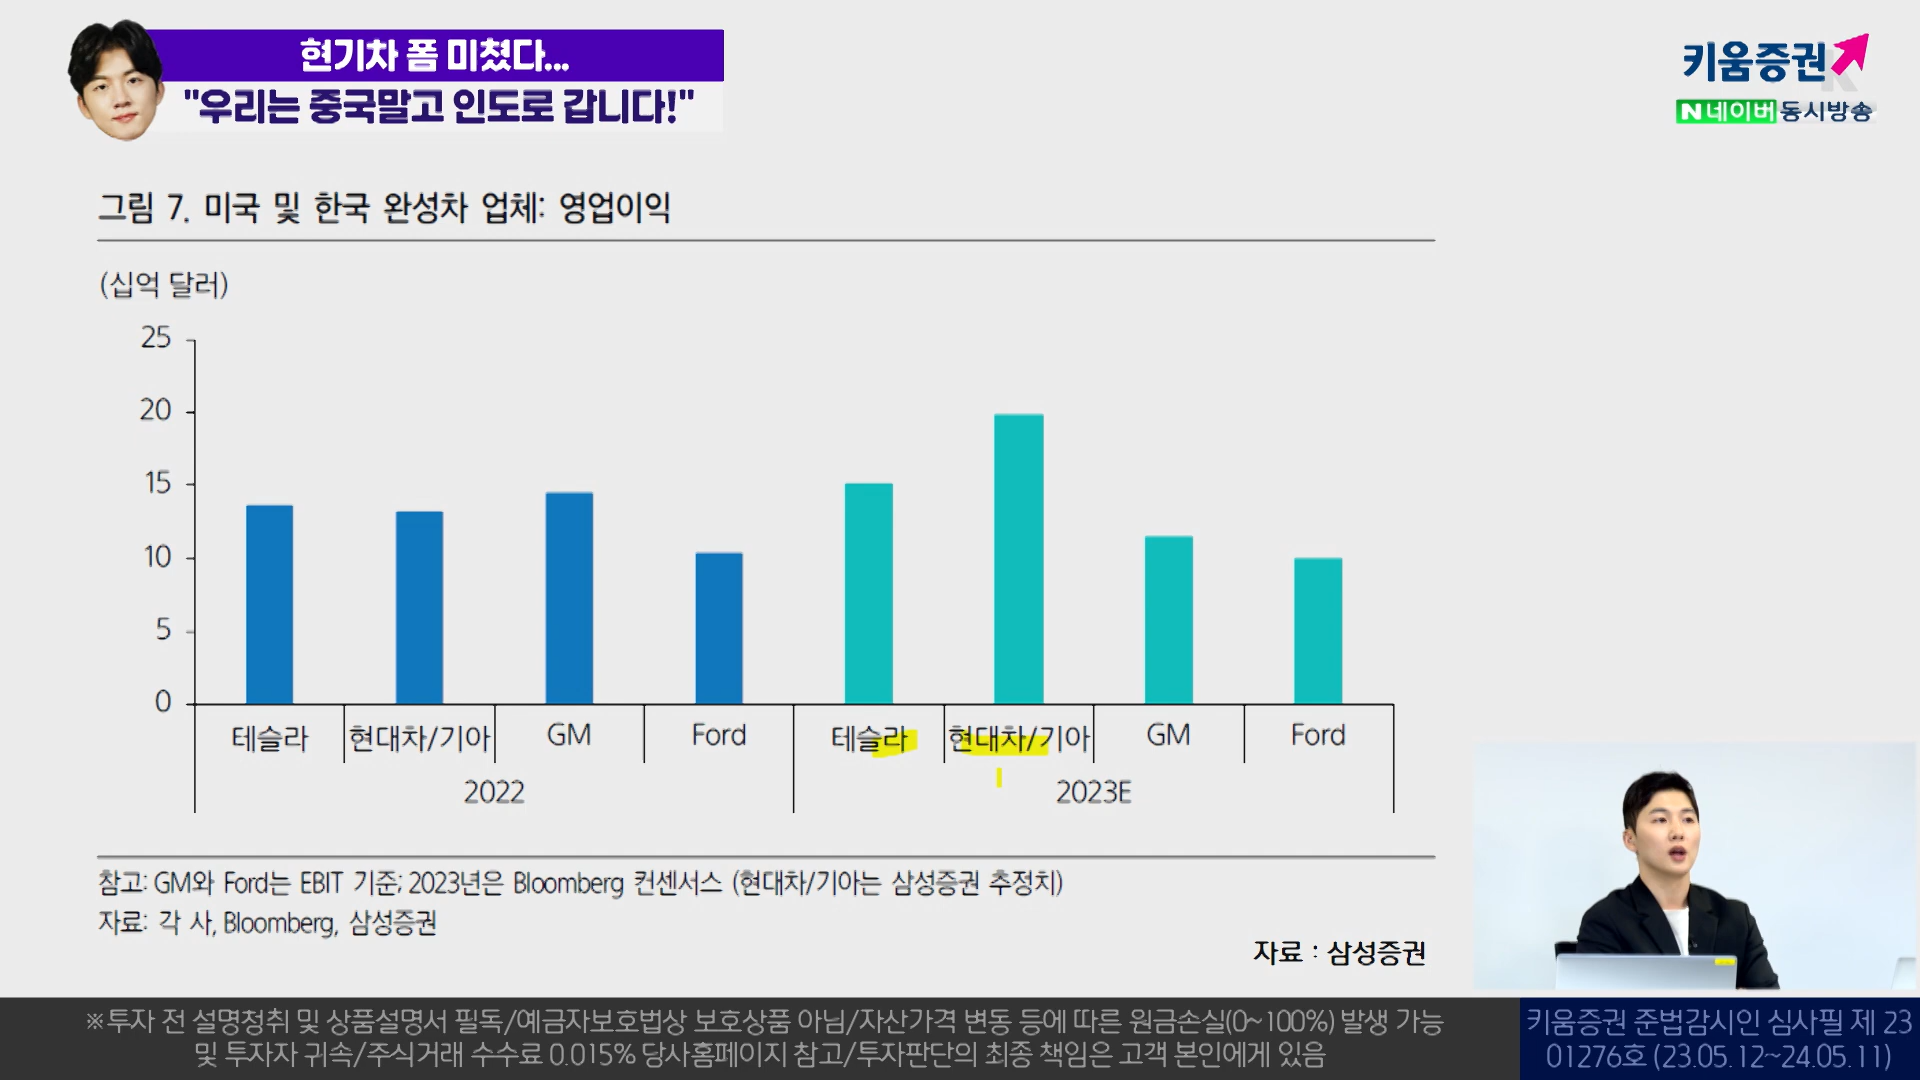 현기차 폼 미쳤다...
"우리는 중국말고 인도로 갑니다!"
키움증권
N 네이버 동시방송
그림 7. 미국 및 한국 완성차 업체: 영업이익
(십억 달러)
25
20
15
10
5
0
테슬라 현대차/기아 GM Ford 테슬라 현대차/기아 GM Ford
2022 2023E
참고: GM와 Ford는 EBIT 기준; 2023년은 Bloomberg 컨센서스 (현대차/기아는 삼성증권 추정치)
자료: 각 사, Bloomberg, 삼성증권
자료 : 삼성증권
※투자 전 설명청취 및 상품설명서 필독/예금자보호법상 보호상품 아님/자산가격 변동 등에 따른 원금손실(0~100%) 발생 가능
및 투자자 귀속/주식거래 수수료 0.015% 당사홈페이지 참고/투자판단의 최종 책임은 고객 본인에게 있음
키움증권 준법감시인 심사필 제 23
01276호 (23.05.12~24.05.11)